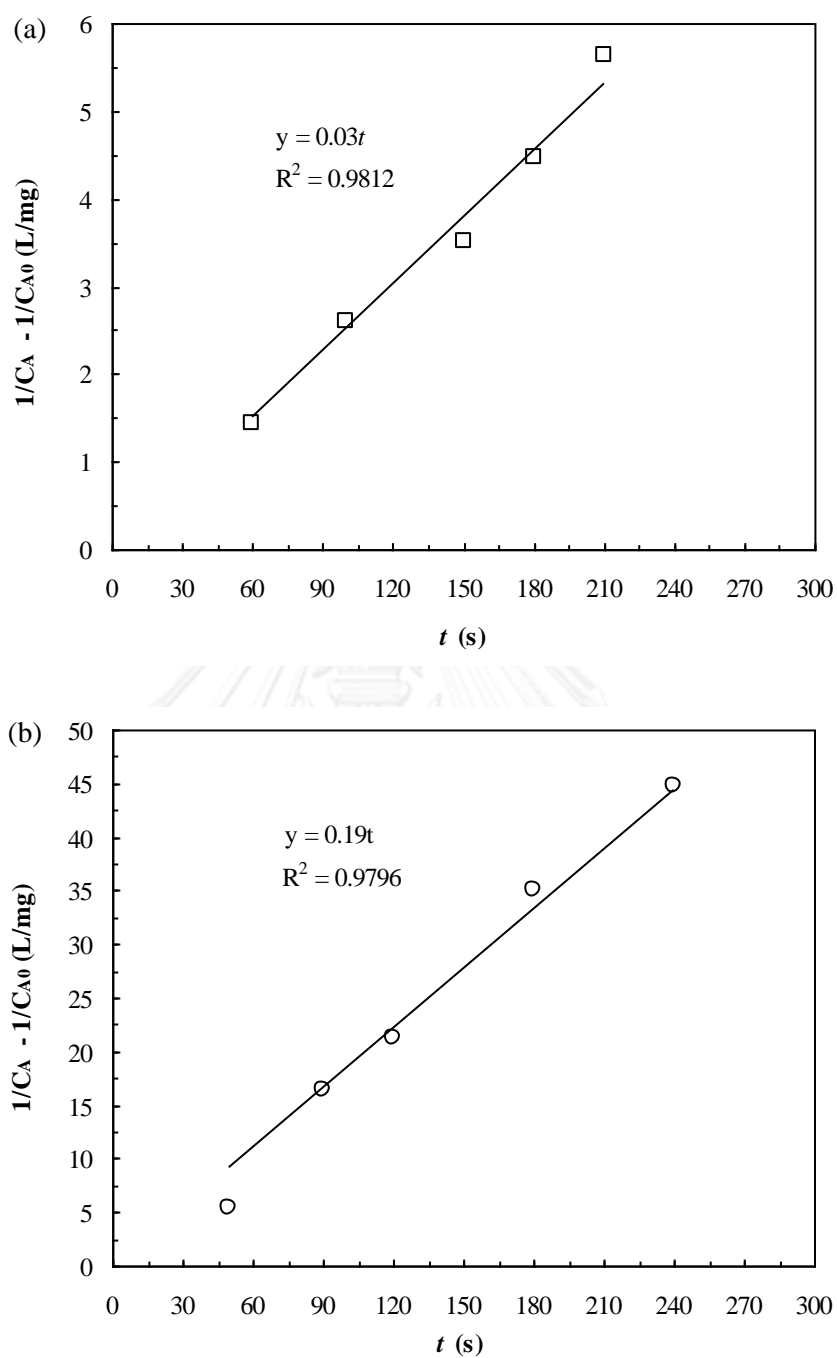 (a)
6
5
4
3
2
1
0
y = 0.03t
R² = 0.9812
1/CA - 1/CA0 (L/mg)
0 30 60 90 120 150 180 210 240 270 300
t (s)
(b)
50
45
40
35
30
25
20
15
10
5
0
y = 0.19t
R² = 0.9796
1/CA - 1/CA0 (L/mg)
0 30 60 90 120 150 180 210 240 270 300
t (s)